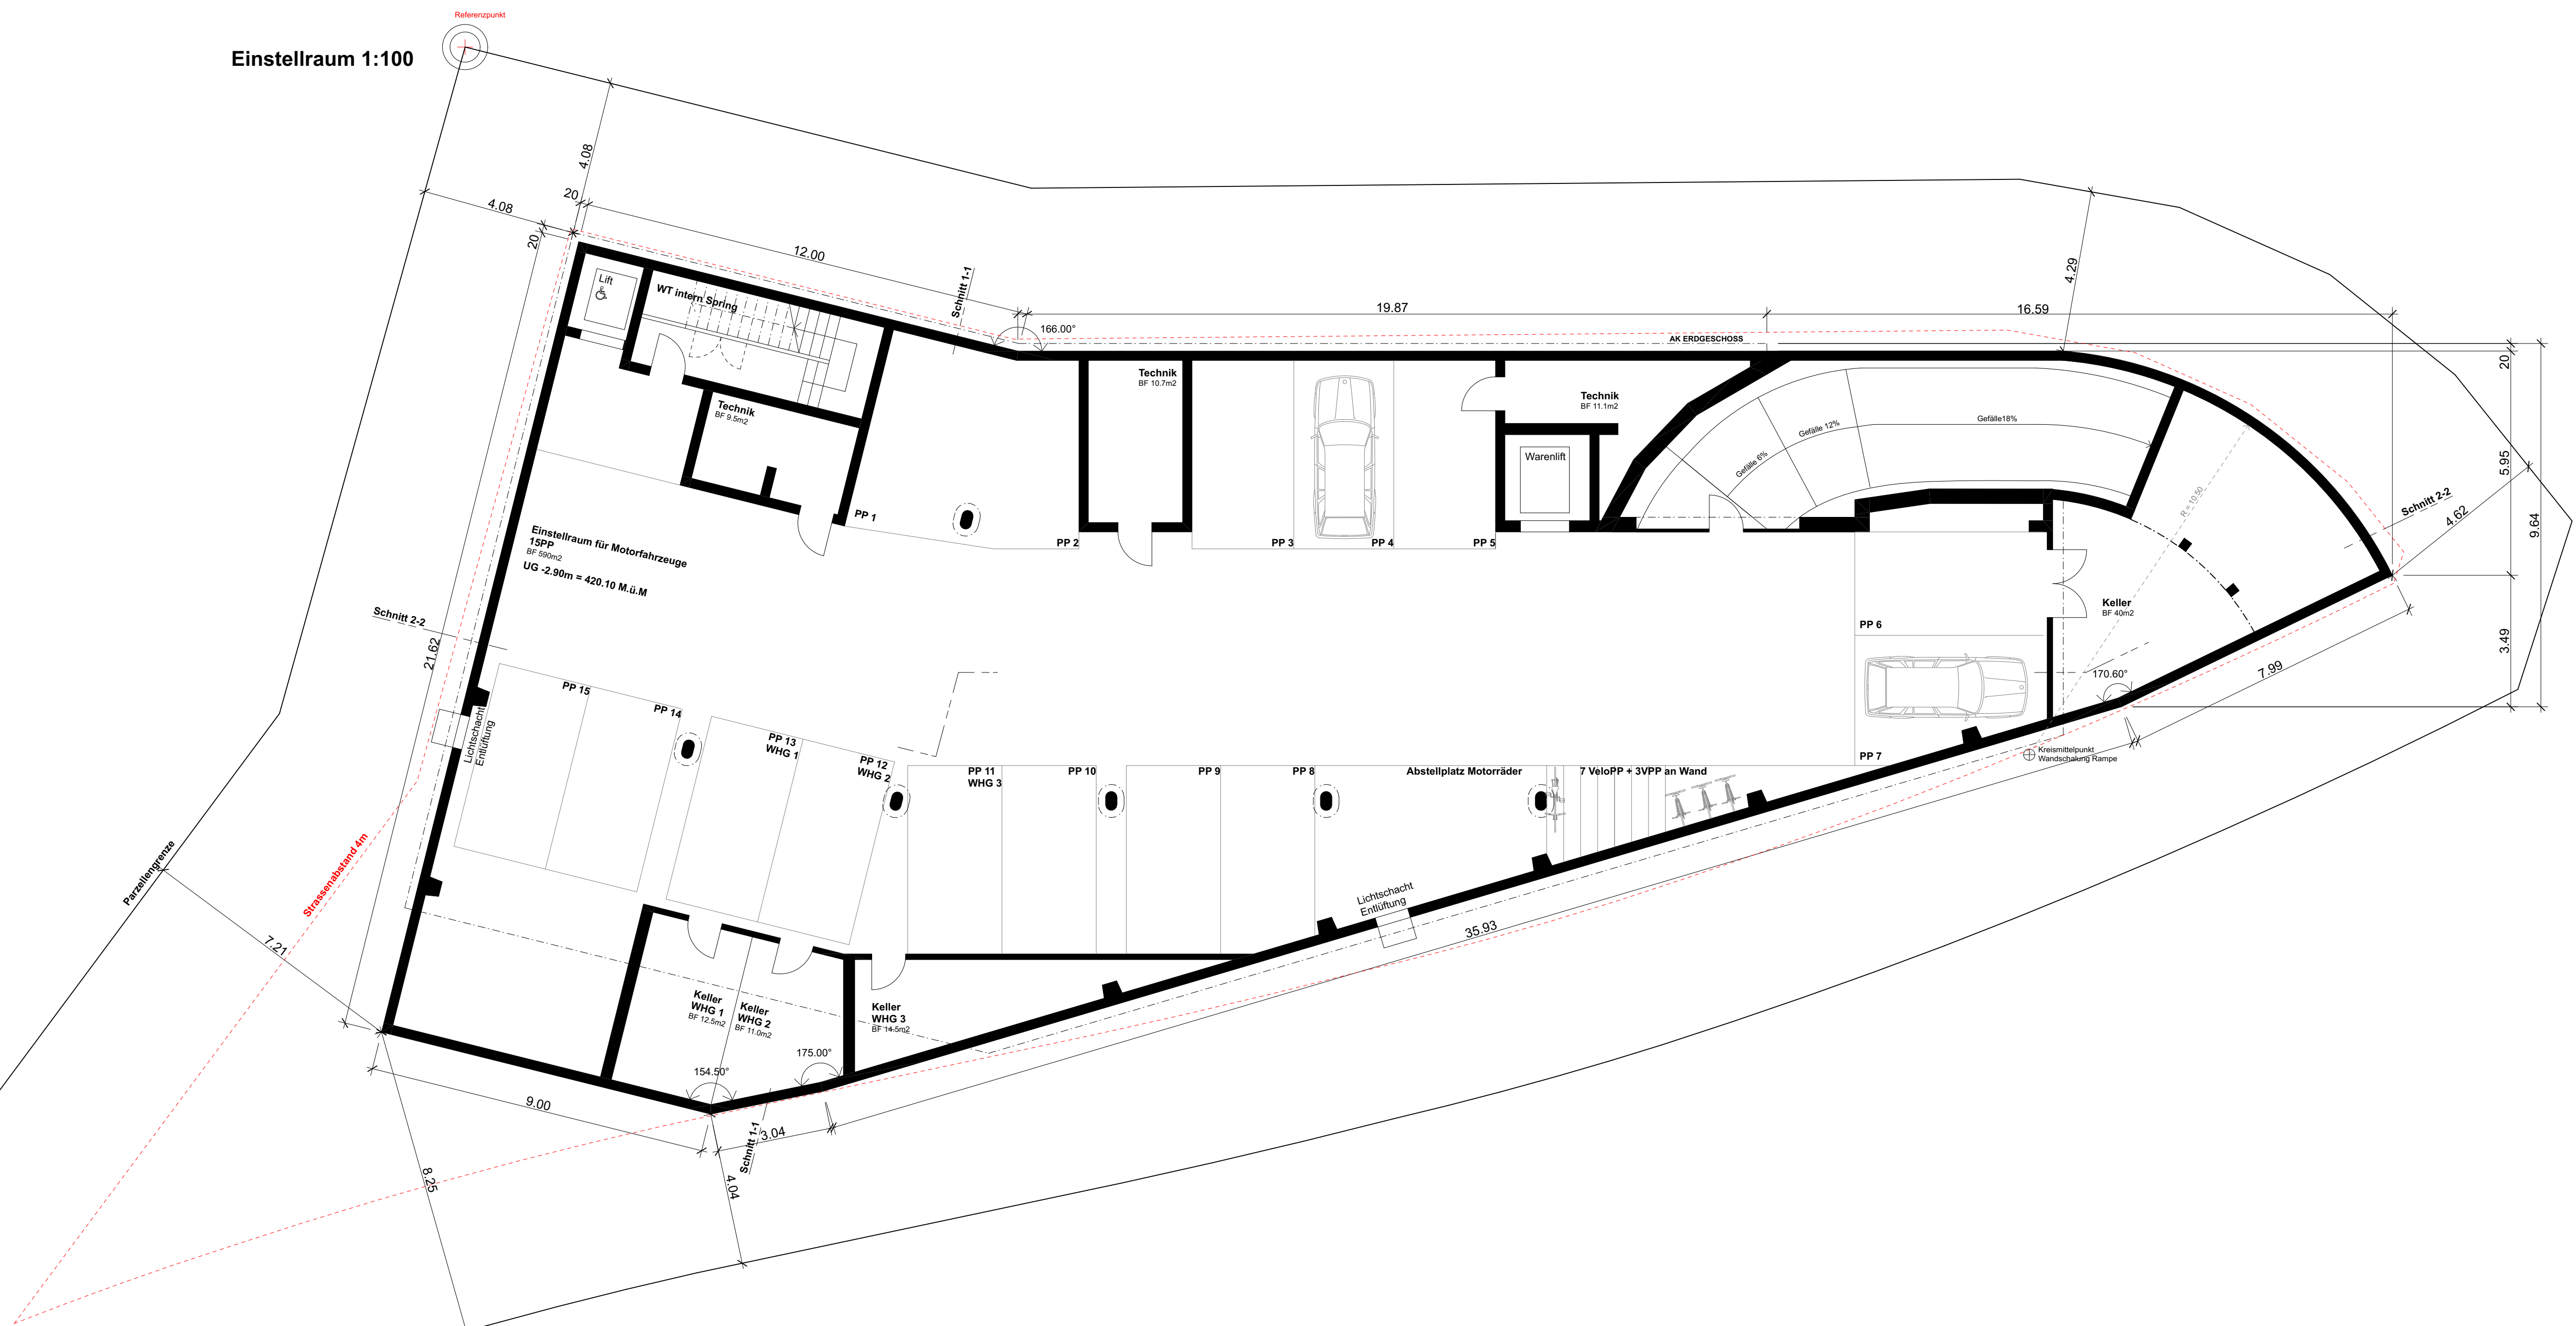 Referenzpunkt
Einstellraum 1:100
4.08
4.08
20
20
12.00
Schnitt 1-1
166.00°
19.87
16.59
4.29
AK ERDGESCHOSS
20
5.95
9.64
3.49
Lift
WT intern Spring
Technik
BF 9.5m2
Technik
BF 10.7m2
Technik
BF 11.1m2
Warenlift
Gefälle 6%
Gefälle 12%
Gefälle18%
R = 10.50
Schnitt 2-2
4.62
PP 1
PP 2
PP 3
PP 4
PP 5
Einstellraum für Motorfahrzeuge
15PP
BF 590m2
UG -2.90m = 420.10 M.ü.M
Schnitt 2-2
21.62
Keller
BF 40m2
PP 6
170.60°
7.99
PP 15
PP 14
Lichtschacht
Entlüftung
PP 13
WHG 1
PP 12
WHG 2
PP 11
WHG 3
PP 10
PP 9
PP 8
Abstellplatz Motorräder
7 VeloPP + 3VPP an Wand
PP 7
Kreismittelpunkt
Wandschalung Rampe
Parzellengrenze
Strassenabstand 4m
7.21
Lichtschacht
Entlüftung
35.93
Keller
WHG 1
BF 12.5m2
Keller
WHG 2
BF 11.0m2
Keller
WHG 3
BF 14.5m2
175.00°
154.50°
9.00
3.04
Schnitt 1-1
8.25
4.04